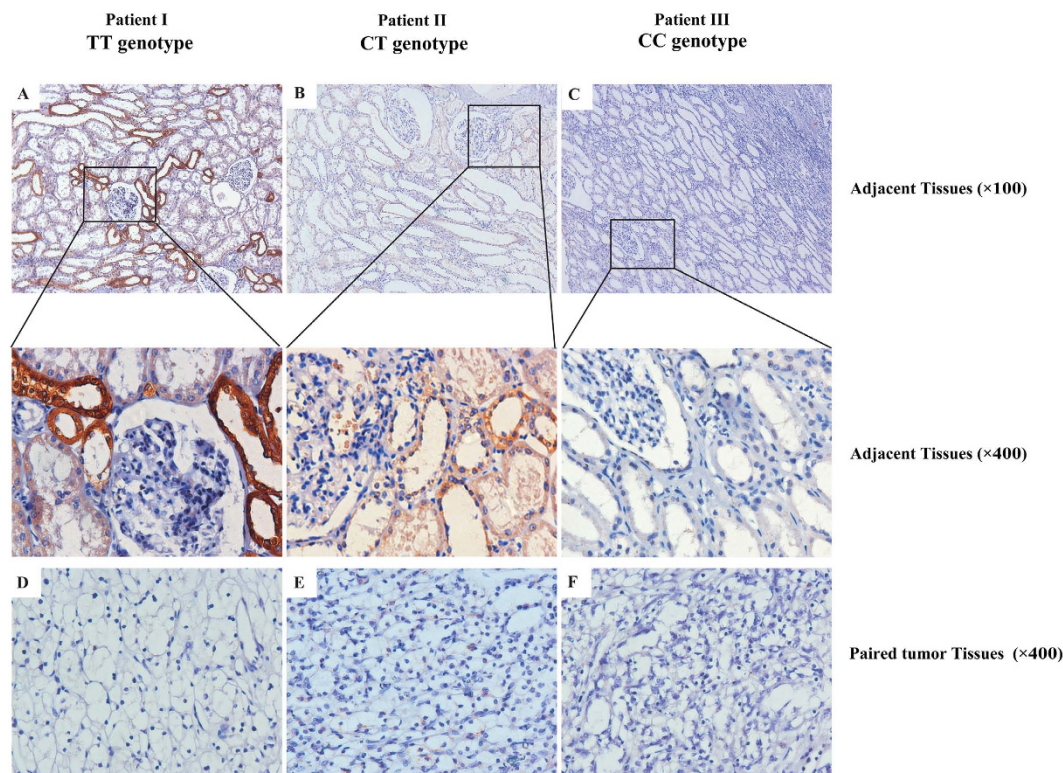 Patient I
TT genotype
Patient II
CT genotype
Patient III
CC genotype
A
B
C
Adjacent Tissues (×100)
Adjacent Tissues (×400)
D
E
F
Paired tumor Tissues (×400)